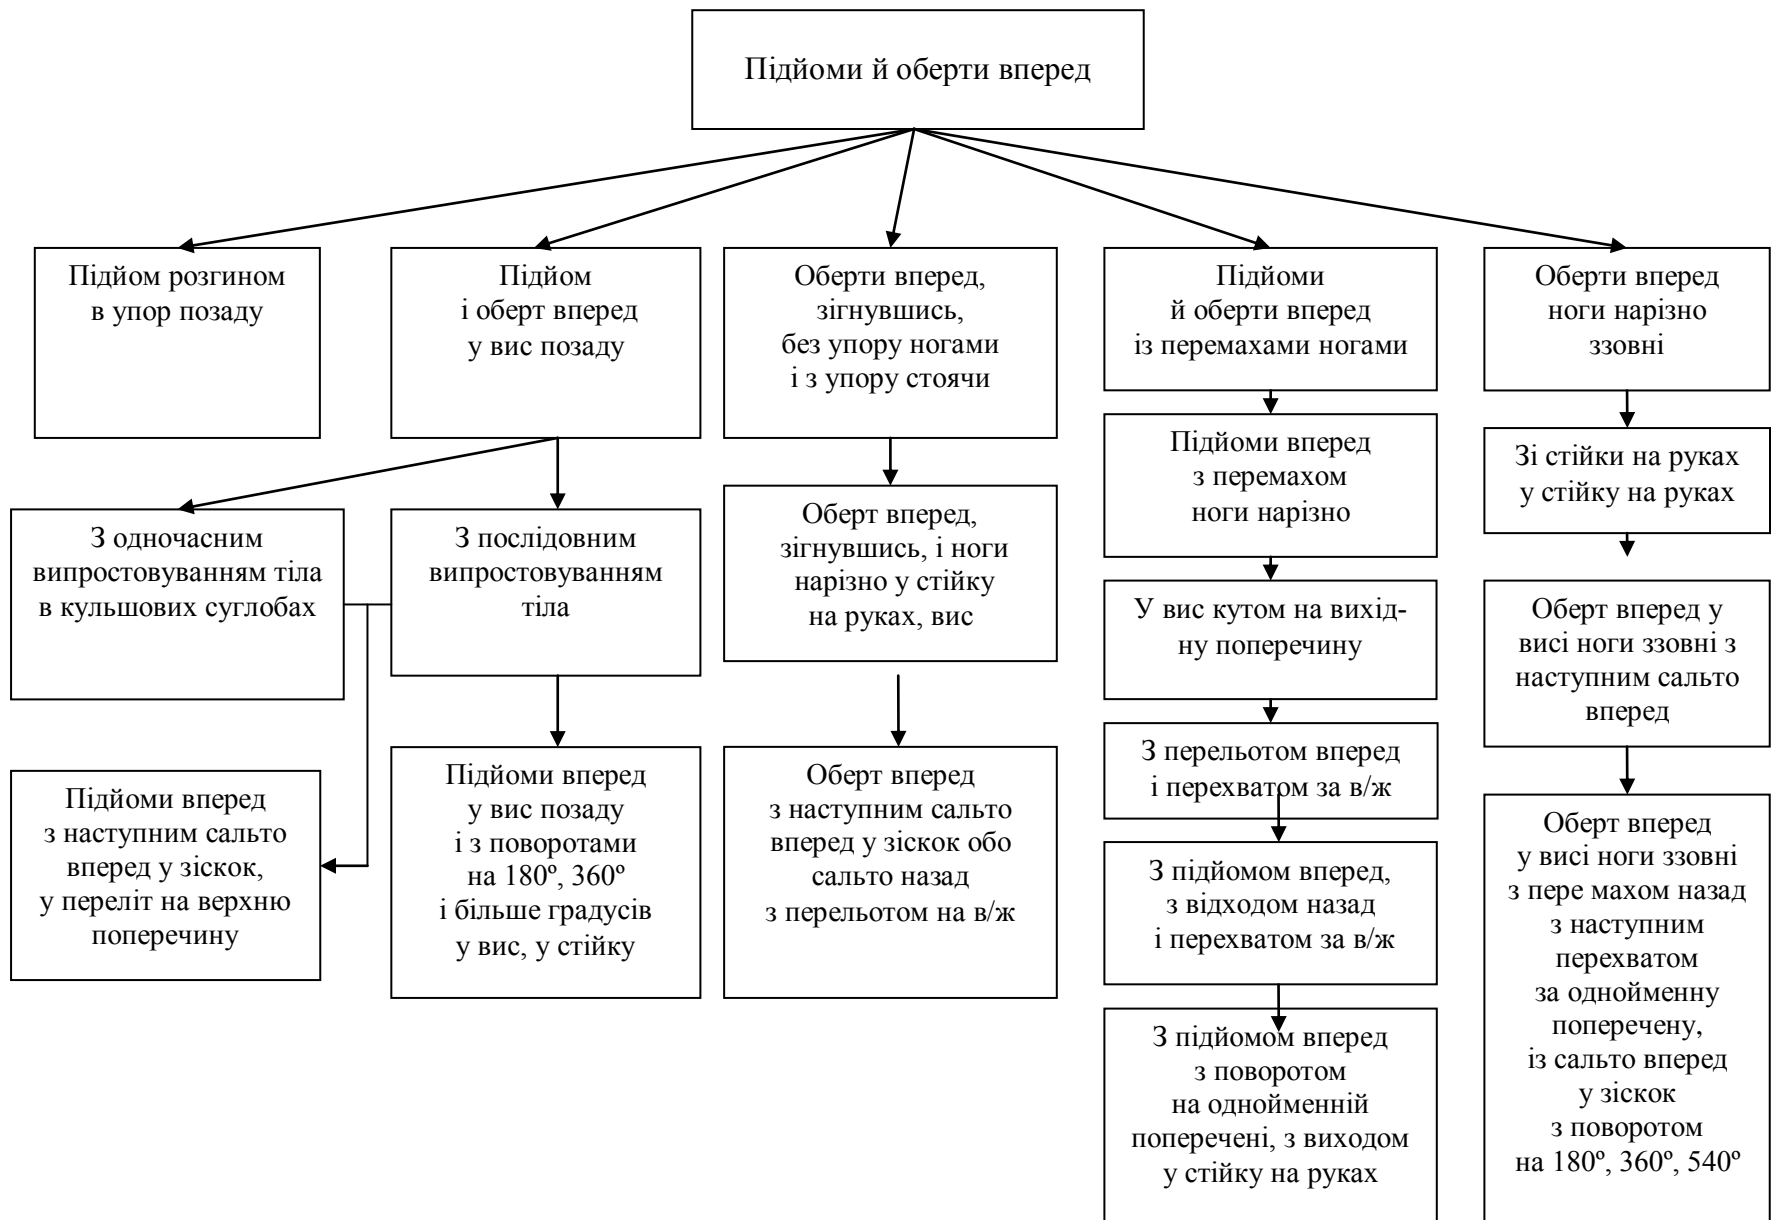 Підйоми й оберти вперед
Підйом розгином
в упор позаду
Підйом
і оберт вперед
у вис позаду
Оберти вперед,
зігнувшись,
без упору ногами
і з упору стоячи
Підйоми
й оберти вперед
із перемахами ногами
Оберти вперед
ноги нарізно
ззовні
З одночасним
випростовуванням тіла
в кульшових суглобах
З послідовним
випростовуванням
тіла
Оберт вперед,
зігнувшись, і ноги
нарізно у стійку
на руках, вис
Підйоми вперед
з перемахом
ноги нарізно
Зі стійки на руках
у стійку на руках
У вис кутом на вихід-
ну поперечину
Оберт вперед у
висі ноги ззовні з
наступним сальто
вперед
Підйоми вперед
з наступним сальто
вперед у зіскок,
у переліт на верхню
поперечину
Підйоми вперед
у вис позаду
і з поворотами
на 180º, 360º
і більше градусів
у вис, у стійку
Оберт вперед
з наступним сальто
вперед у зіскок обо
сальто назад
з перельотом на в/ж
З перельотом вперед
і перехватом за в/ж
З підйомом вперед,
з відходом назад
і перехватом за в/ж
З підйомом вперед
з поворотом
на однойменній
поперечені, з виходом
у стійку на руках
Оберт вперед
у висі ноги ззовні
з пере махом назад
з наступним
перехватом
за однойменну
поперечену,
із сальто вперед
у зіскок
з поворотом
на 180º, 360º, 540º